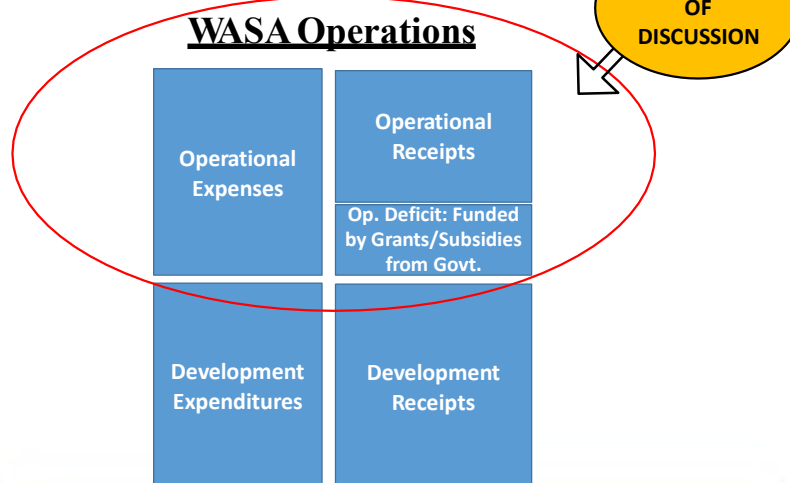 OF
DISCUSSION
WASA Operations
Operational
Expenses
Operational
Receipts
Op. Deficit: Funded
by Grants/Subsidies
from Govt.
Development
Expenditures
Development
Receipts